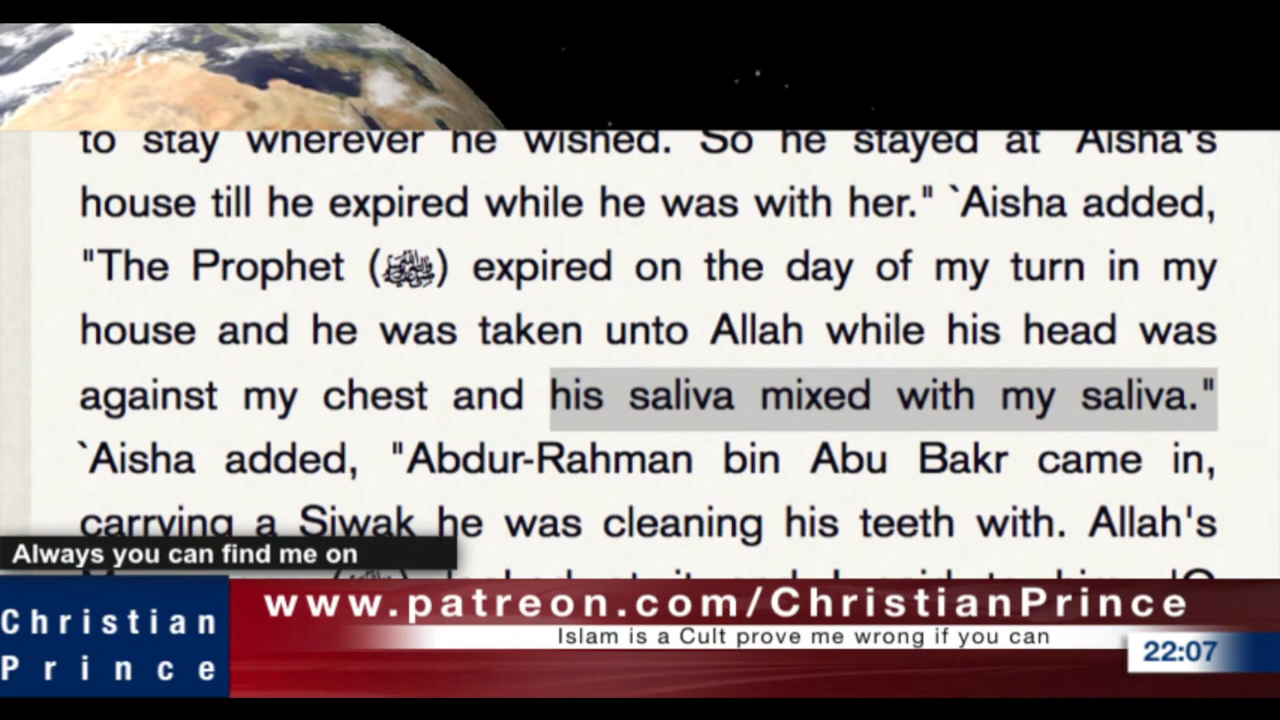 to stay wherever he wished. So he stayed at `Aisha's
house till he expired while he was with her." `Aisha added,
"The Prophet (ﷺ) expired on the day of my turn in my
house and he was taken unto Allah while his head was
against my chest and his saliva mixed with my saliva."
`Aisha added, "Abdur-Rahman bin Abu Bakr came in,
carrying a Siwak he was cleaning his teeth with. Allah's
Always you can find me on
Christian
Prince
www.patreon.com/ChristianPrince
Islam is a Cult prove me wrong if you can
22:07